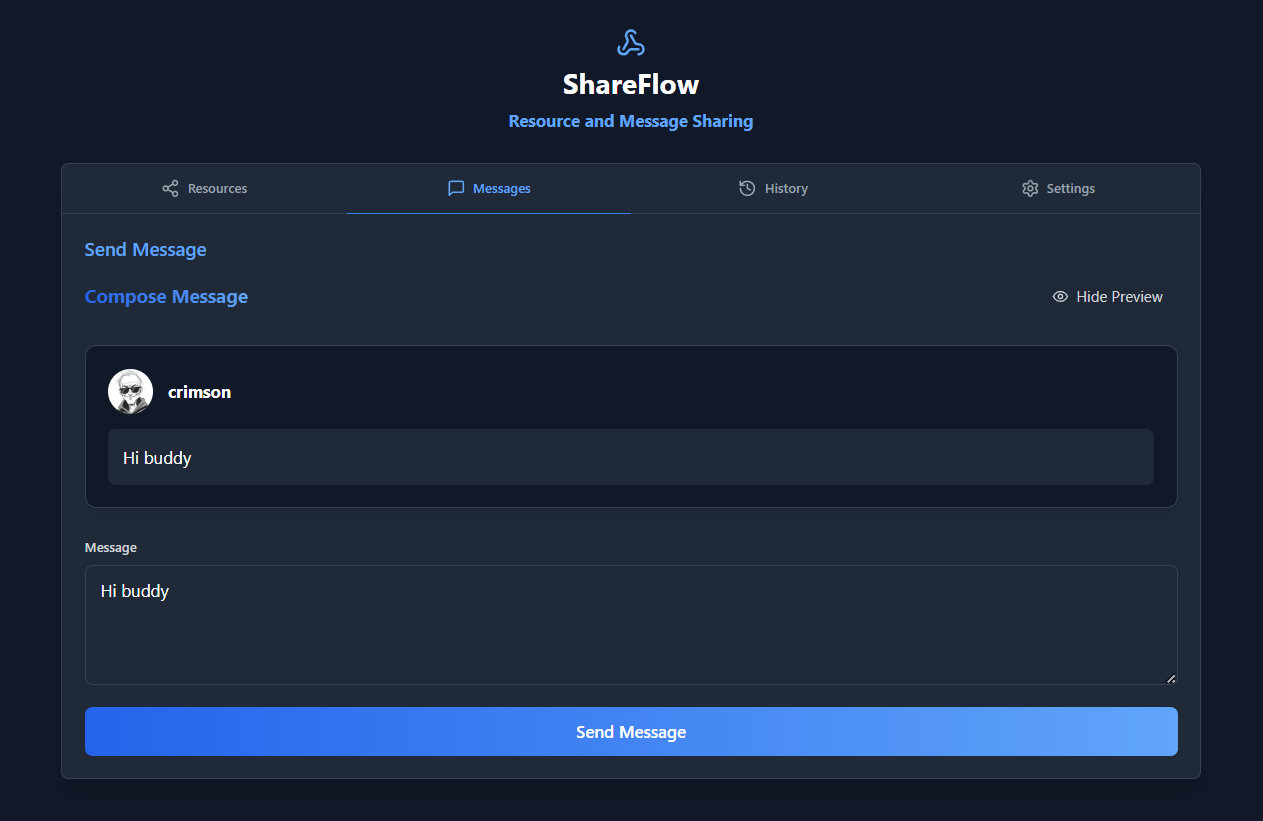 ShareFlow
Resource and Message Sharing
Resources
Messages
History
Settings
Send Message
Compose Message
Hide Preview
crimson
Hi buddy
Message
Hi buddy
Send Message